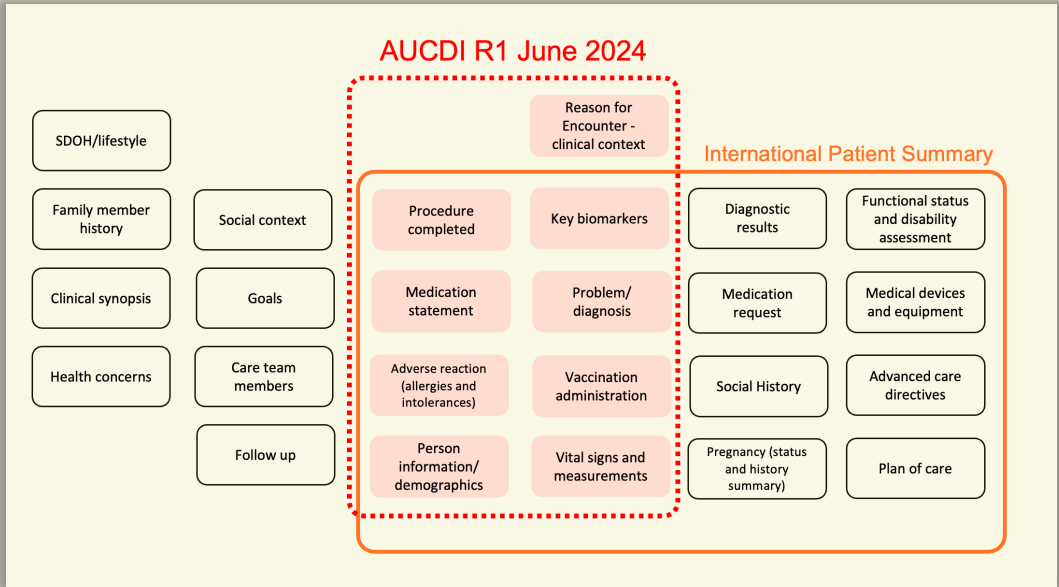 AUCDI R1 June 2024
International Patient Summary
SDOH/lifestyle
Family member
history
Clinical synopsis
Health concerns
Social context
Goals
Care team
members
Follow up
Reason for
Encounter -
clinical context
Procedure
completed
Key biomarkers
Medication
statement
Problem/
diagnosis
Adverse reaction
(allergies and
intolerances)
Vaccination
administration
Person
information/
demographics
Vital signs and
measurements
Diagnostic
results
Functional status
and disability
assessment
Medication
request
Medical devices
and equipment
Social History
Advanced care
directives
Pregnancy (status
and history
summary)
Plan of care